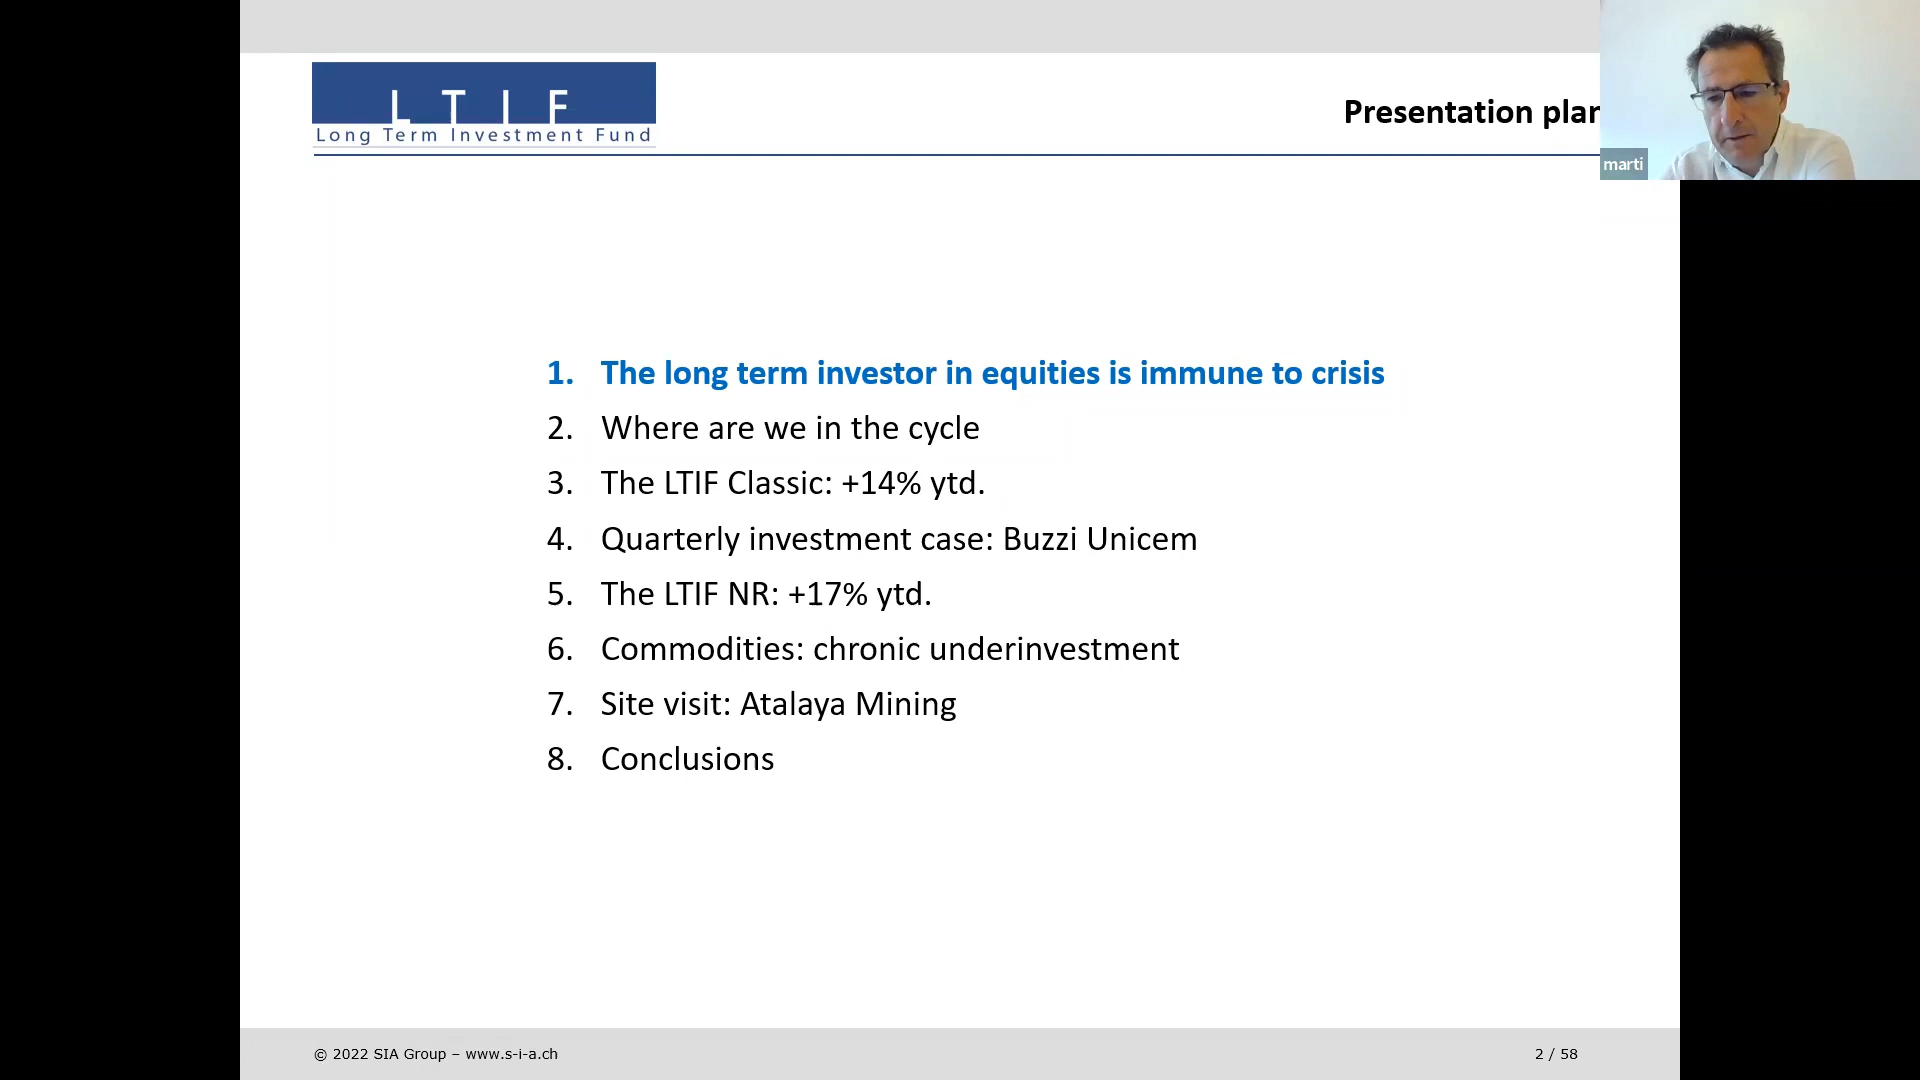 L T I F
Long Term Investment Fund
Presentation plan
marti
1. The long term investor in equities is immune to crisis
2. Where are we in the cycle
3. The LTIF Classic: +14% ytd.
4. Quarterly investment case: Buzzi Unicem
5. The LTIF NR: +17% ytd.
6. Commodities: chronic underinvestment
7. Site visit: Atalaya Mining
8. Conclusions
© 2022 SIA Group – www.s-i-a.ch
2 / 58